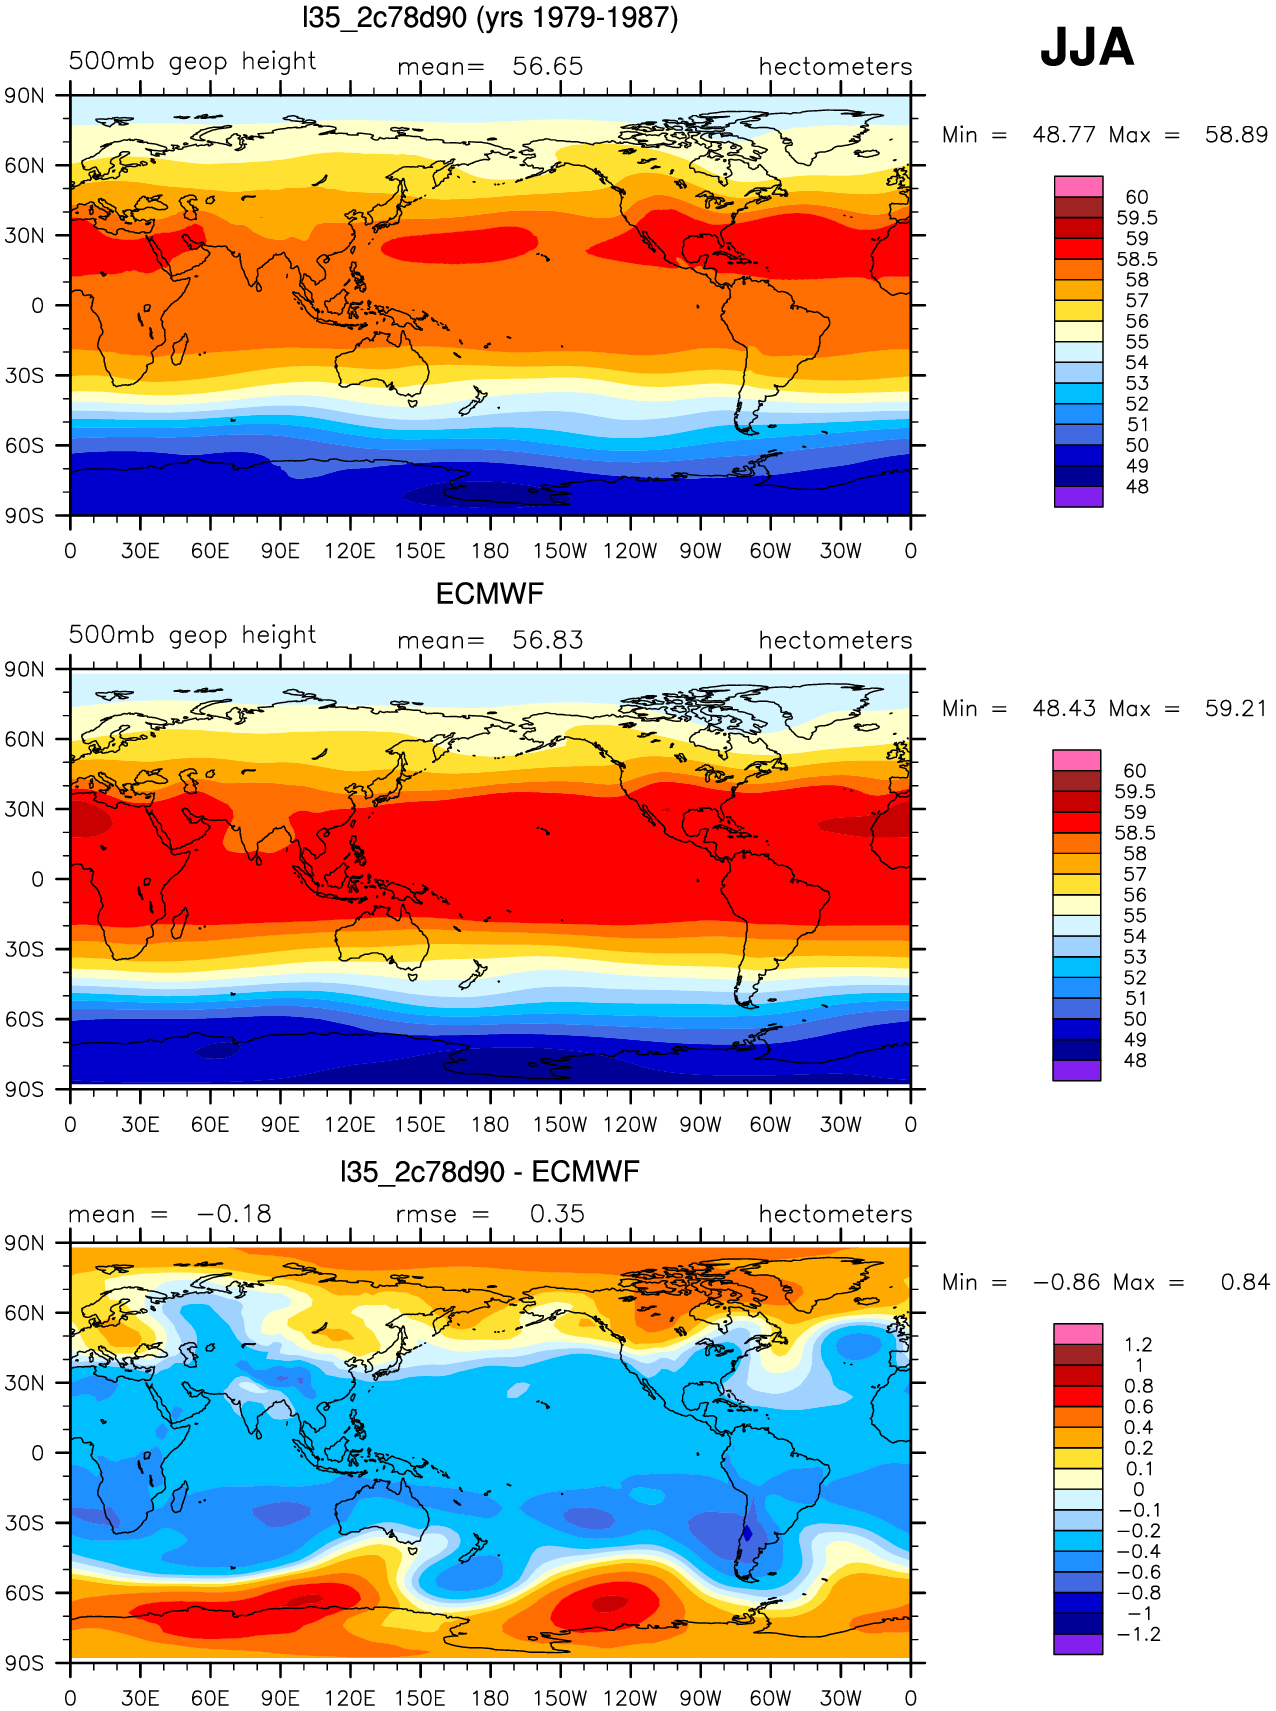 l35_2c78d90 (yrs 1979-1987)
JJA
500mb geop height mean= 56.65 hectometers
Min = 48.77 Max = 58.89
90N
60N
30N
0
30S
60S
90S
0 30E 60E 90E 120E 150E 180 150W 120W 90W 60W 30W 0
60
59.5
59
58.5
58
57
56
55
54
53
52
51
50
49
48
ECMWF
500mb geop height mean= 56.83 hectometers
Min = 48.43 Max = 59.21
90N
60N
30N
0
30S
60S
90S
0 30E 60E 90E 120E 150E 180 150W 120W 90W 60W 30W 0
60
59.5
59
58.5
58
57
56
55
54
53
52
51
50
49
48
l35_2c78d90 - ECMWF
mean = -0.18 rmse = 0.35 hectometers
Min = -0.86 Max = 0.84
90N
60N
30N
0
30S
60S
90S
0 30E 60E 90E 120E 150E 180 150W 120W 90W 60W 30W 0
1.2
1
0.8
0.6
0.4
0.2
0.1
0
-0.1
-0.2
-0.4
-0.6
-0.8
-1
-1.2